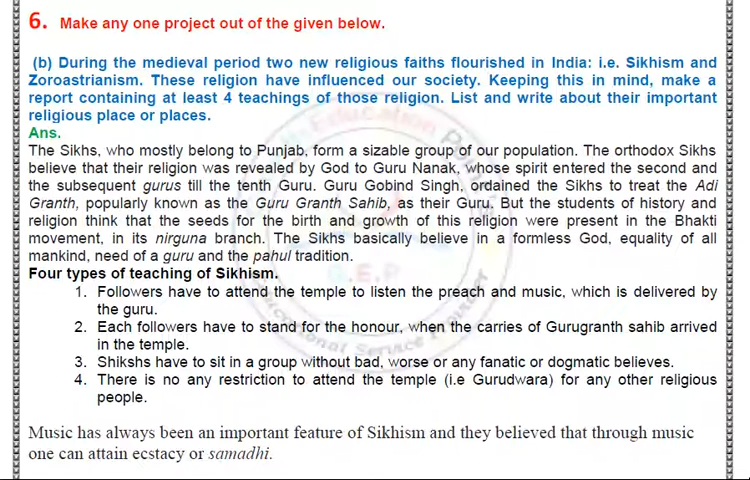 6. Make any one project out of the given below.
(b) During the medieval period two new religious faiths flourished in India: i.e. Sikhism and
Zoroastrianism. These religion have influenced our society. Keeping this in mind, make a
report containing at least 4 teachings of those religion. List and write about their important
religious place or places.
Ans.
The Sikhs, who mostly belong to Punjab, form a sizable group of our population. The orthodox Sikhs
believe that their religion was revealed by God to Guru Nanak, whose spirit entered the second and
the subsequent gurus till the tenth Guru. Guru Gobind Singh, ordained the Sikhs to treat the Adi
Granth, popularly known as the Guru Granth Sahib, as their Guru. But the students of history and
religion think that the seeds for the birth and growth of this religion were present in the Bhakti
movement, in its nirguna branch. The Sikhs basically believe in a formless God, equality of all
mankind, need of a guru and the pahul tradition.
Four types of teaching of Sikhism.
1. Followers have to attend the temple to listen the preach and music, which is delivered by
the guru.
2. Each followers have to stand for the honour, when the carries of Gurugranth sahib arrived
in the temple.
3. Shikshs have to sit in a group without bad, worse or any fanatic or dogmatic believes.
4. There is no any restriction to attend the temple (i.e Gurudwara) for any other religious
people.
Music has always been an important feature of Sikhism and they believed that through music
one can attain ecstacy or samadhi.
G.E.P